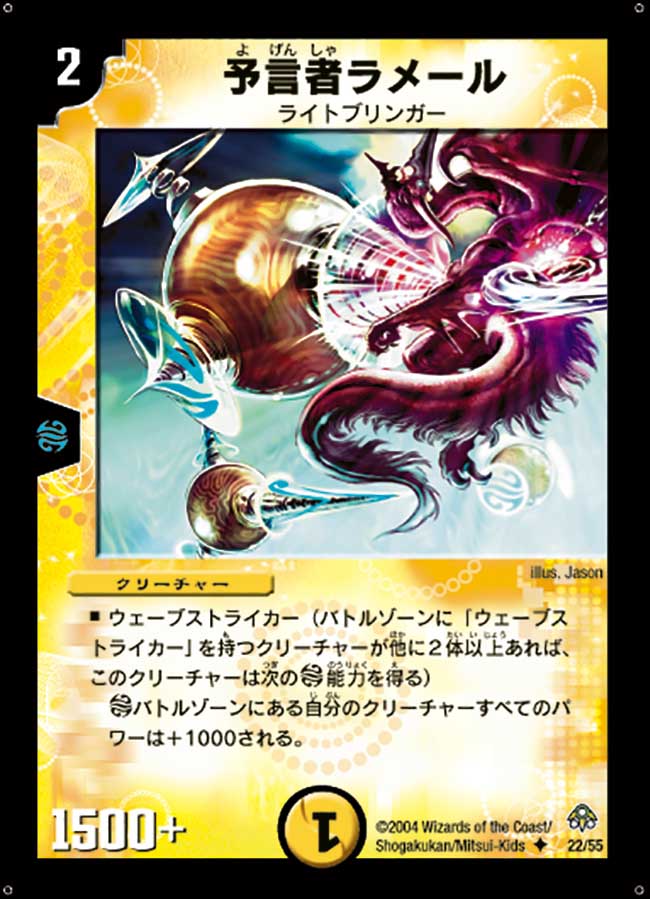 2
よ げん しゃ
予言者ラメール
ライトブリンガー
illus. Jason
クリーチャー
■ ウェーブストライカー（バトルゾーンに「ウェーブス
トライカー」を持つクリーチャーが他に２体以上あれば、
このクリーチャーは次の能力を得る）
バトルゾーンにある自分のクリーチャーすべてのパ
ワーは＋1000される。
1500+
1
©2004 Wizards of the Coast/
Shogakukan/Mitsui-Kids
22/55